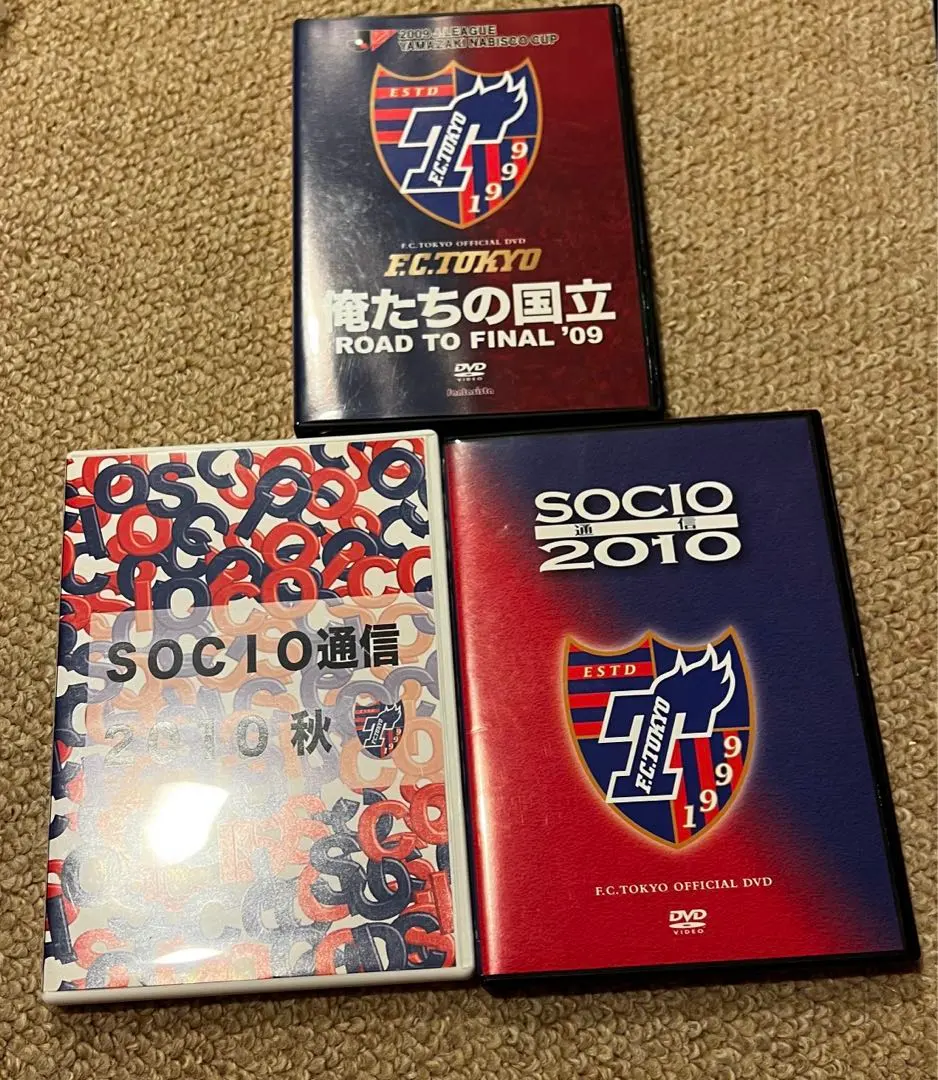 2009 J.LEAGUE
YAMAZAKI NABISCO CUP
ESTD
T
F.C.TOKYO
1999
F.C.TOKYO OFFICIAL DVD
F.C.TOKYO
俺たちの国立
ROAD TO FINAL '09
DVD
VIDEO
fantasista
SOCIO通信
2010 秋
SOCIO
通信
2010
ESTD
T
F.C.TOKYO
1999
F.C.TOKYO OFFICIAL DVD
DVD
VIDEO